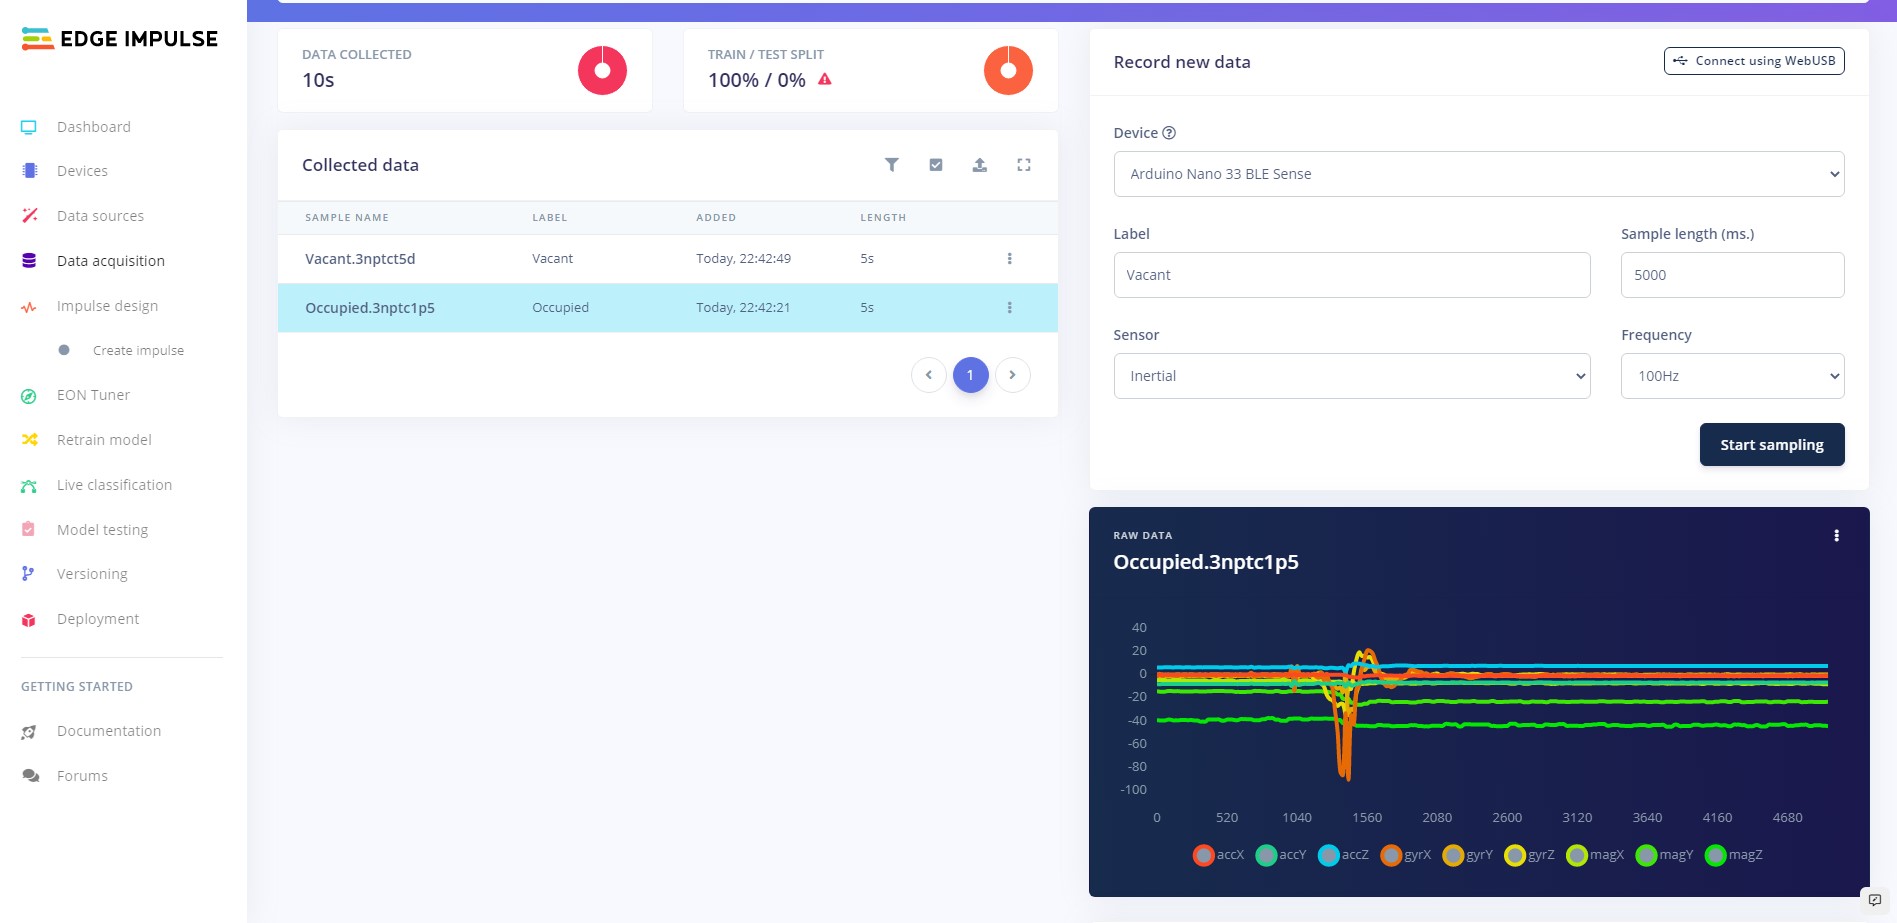 EDGE IMPULSE
Dashboard
Devices
Data sources
Data acquisition
Impulse design
Create impulse
EON Tuner
Retrain model
Live classification
Model testing
Versioning
Deployment
GETTING STARTED
Documentation
Forums
DATA COLLECTED
10s
TRAIN / TEST SPLIT
100% / 0%
Collected data
SAMPLE NAME LABEL ADDED LENGTH
Vacant.3nptct5d Vacant Today, 22:42:49 5s
Occupied.3nptc1p5 Occupied Today, 22:42:21 5s
1
Record new data
Connect using WebUSB
Device
Arduino Nano 33 BLE Sense
Label Sample length (ms.)
Vacant 5000
Sensor Frequency
Inertial 100Hz
Start sampling
RAW DATA
Occupied.3nptc1p5
40
20
0
-20
-40
-60
-80
-100
0 520 1040 1560 2080 2600 3120 3640 4160 4680
accX accY accZ gyrX gyrY gyrZ magX magY magZ